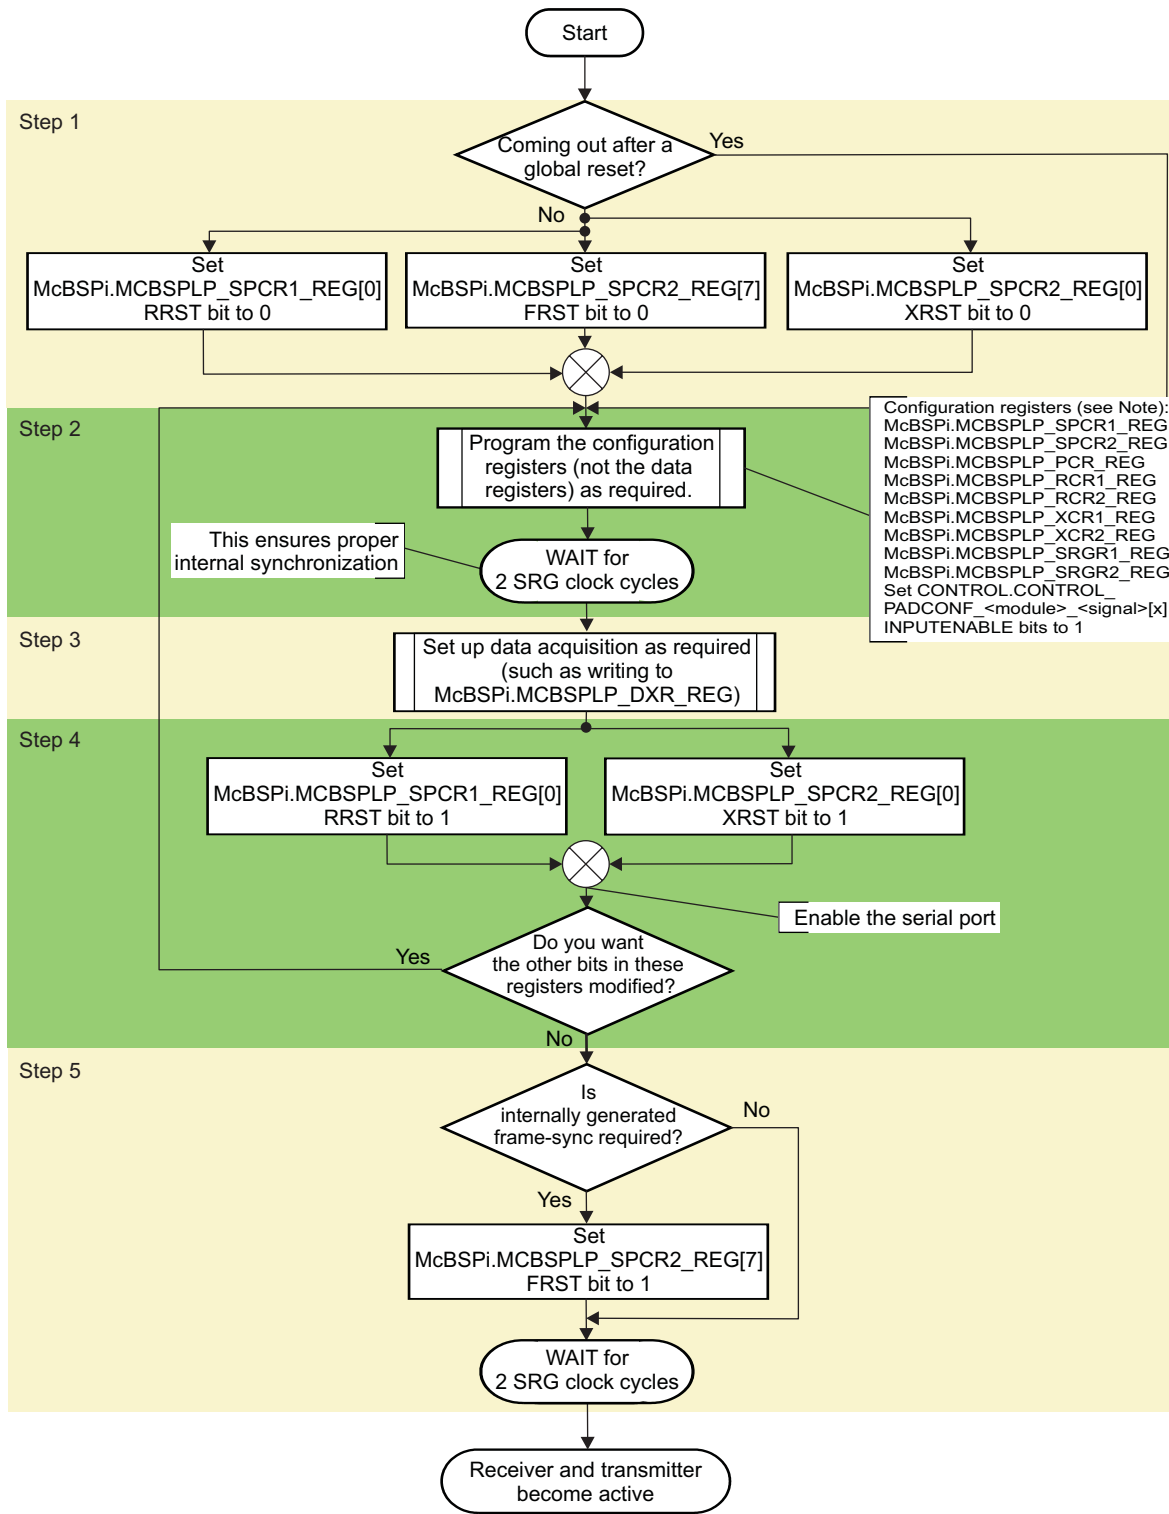 Start
Step 1
Coming out after a
global reset?
Yes
No
Set
McBSPi.MCBSPLP_SPCR1_REG[0]
RRST bit to 0
Set
McBSPi.MCBSPLP_SPCR2_REG[7]
FRST bit to 0
Set
McBSPi.MCBSPLP_SPCR2_REG[0]
XRST bit to 0
Step 2
Program the configuration
registers (not the data
registers) as required.
Configuration registers (see Note):
McBSPi.MCBSPLP_SPCR1_REG
McBSPi.MCBSPLP_SPCR2_REG
McBSPi.MCBSPLP_PCR_REG
McBSPi.MCBSPLP_RCR1_REG
McBSPi.MCBSPLP_RCR2_REG
McBSPi.MCBSPLP_XCR1_REG
McBSPi.MCBSPLP_XCR2_REG
McBSPi.MCBSPLP_SRGR1_REG
McBSPi.MCBSPLP_SRGR2_REG
Set CONTROL.CONTROL_
PADCONF_<module>_<signal>[x]
INPUTENABLE bits to 1
This ensures proper
internal synchronization
WAIT for
2 SRG clock cycles
Step 3
Set up data acquisition as required
(such as writing to
McBSPi.MCBSPLP_DXR_REG)
Step 4
Set
McBSPi.MCBSPLP_SPCR1_REG[0]
RRST bit to 1
Set
McBSPi.MCBSPLP_SPCR2_REG[0]
XRST bit to 1
Enable the serial port
Do you want
the other bits in these
registers modified?
Yes
No
Step 5
Is
internally generated
frame-sync required?
No
Yes
Set
McBSPi.MCBSPLP_SPCR2_REG[7]
FRST bit to 1
WAIT for
2 SRG clock cycles
Receiver and transmitter
become active